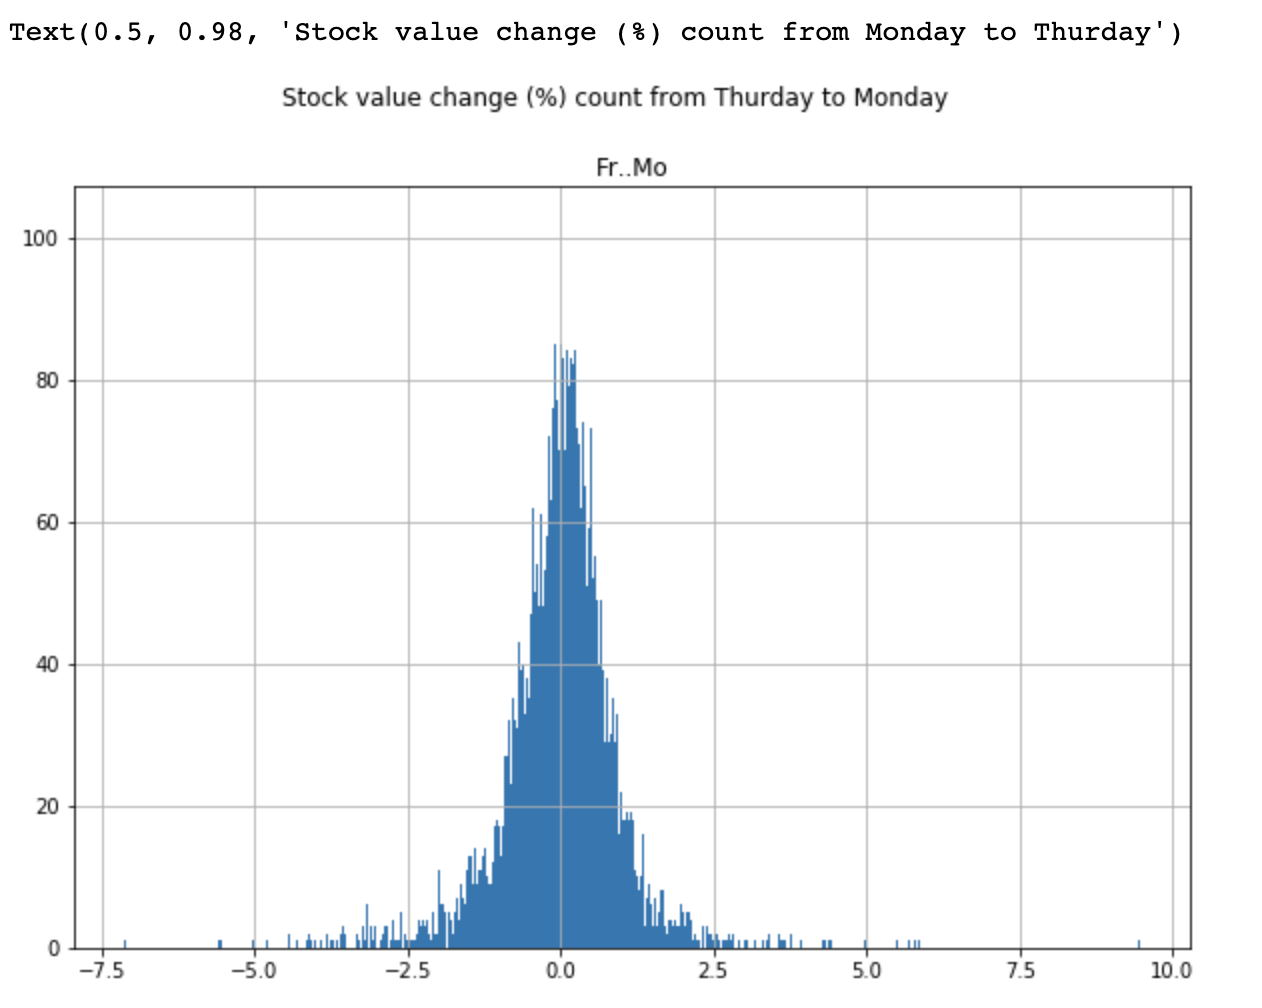 Text(0.5, 0.98, 'Stock value change (%) count from Monday to Thurday')
Stock value change (%) count from Thurday to Monday
Fr..Mo
100
80
60
40
20
0
−7.5 −5.0 −2.5 0.0 2.5 5.0 7.5 10.0